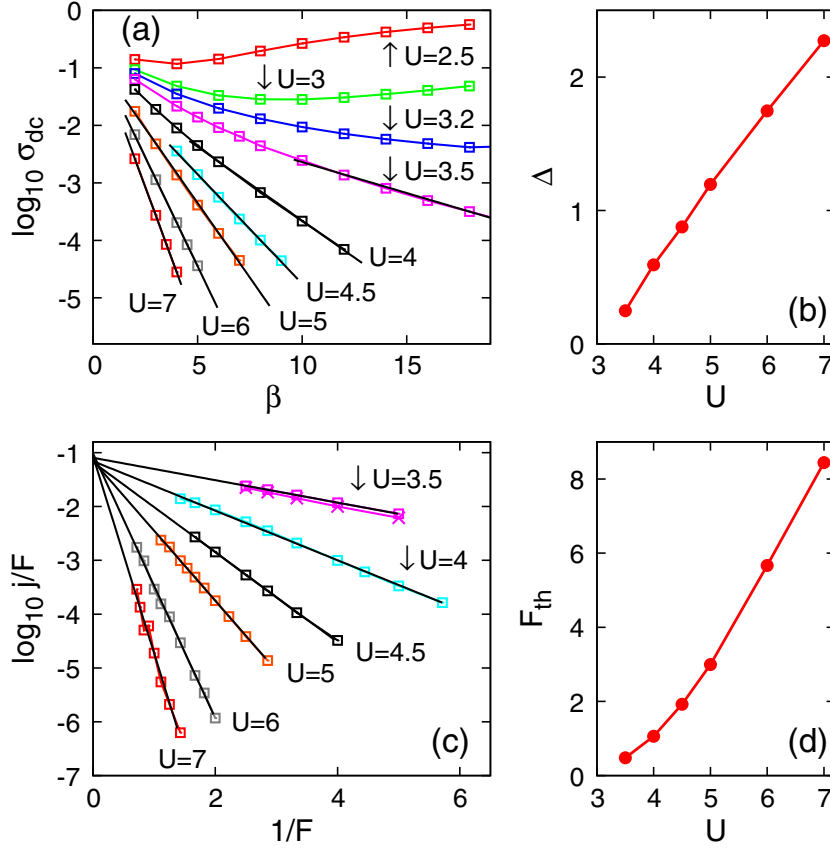 (a)
0
-1
-2
-3
-4
-5
log10 σdc
↑ U=2.5
↓ U=3
↓ U=3.2
↓ U=3.5
U=4
U=4.5
U=5
U=6
U=7
0 5 10 15
β
2
1
0
Δ
(b)
3 4 5 6 7
U
-1
-2
-3
-4
-5
-6
-7
log10 j/F
↓ U=3.5
↓ U=4
U=4.5
U=5
U=6
U=7
(c)
0 2 4 6
1/F
8
6
4
2
0
Fth
(d)
3 4 5 6 7
U